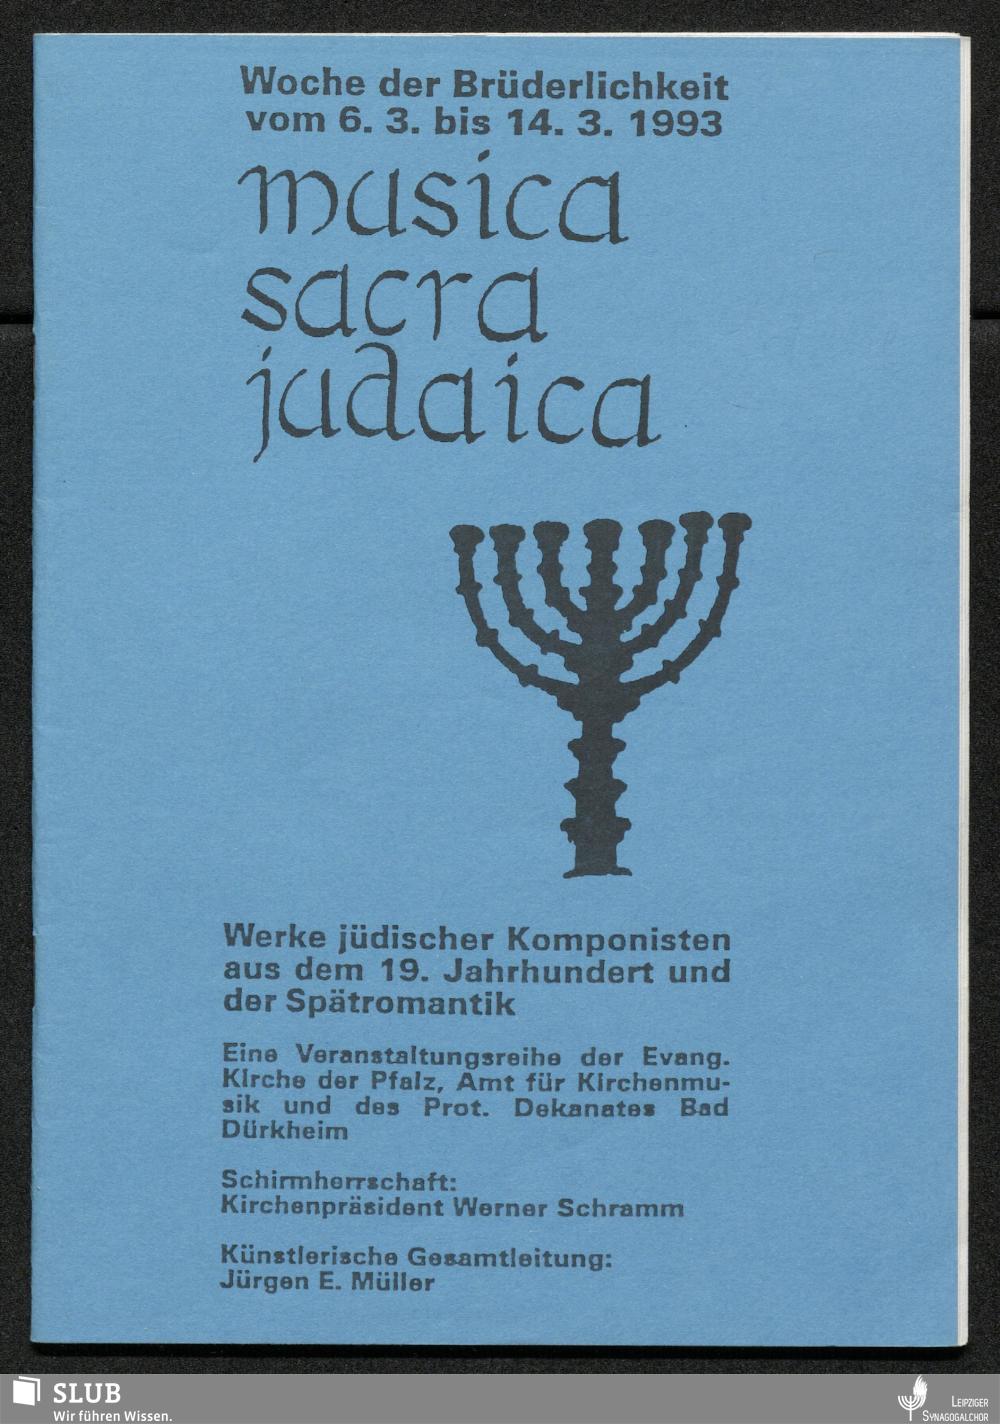 Woche der Brüderlichkeit
vom 6. 3. bis 14. 3. 1993
musica
sacra
judaica
Werke jüdischer Komponisten
aus dem 19. Jahrhundert und
der Spätromantik
Eine Veranstaltungsreihe der Evang.
Kirche der Pfalz, Amt für Kirchenmu-
sik und des Prot. Dekanates Bad
Dürkheim
Schirmherrschaft:
Kirchenpräsident Werner Schramm
Künstlerische Gesamtleitung:
Jürgen E. Müller
SLUB
Wir führen Wissen.
LEIPZIGER
SYNAGOGALCHOR